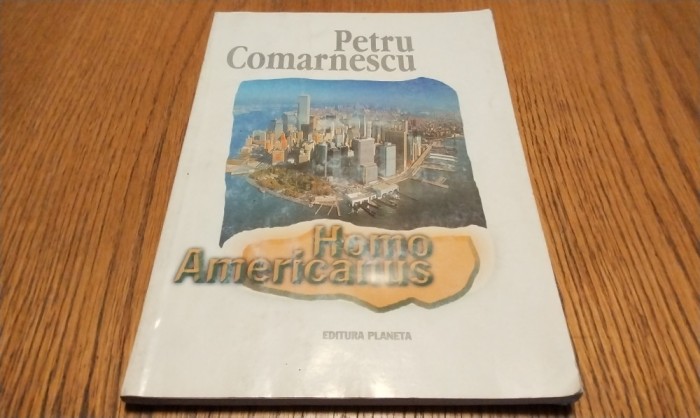 Petru
Comarnescu
Homo
Americanus
EDITURA PLANETA